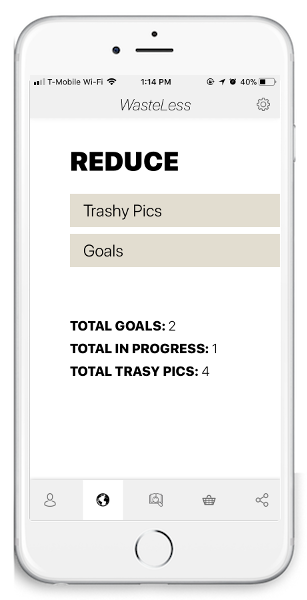 T-Mobile Wi-Fi 1:14 PM 40%
WasteLess
REDUCE
Trashy Pics
Goals
TOTAL GOALS: 2
TOTAL IN PROGRESS: 1
TOTAL TRASY PICS: 4